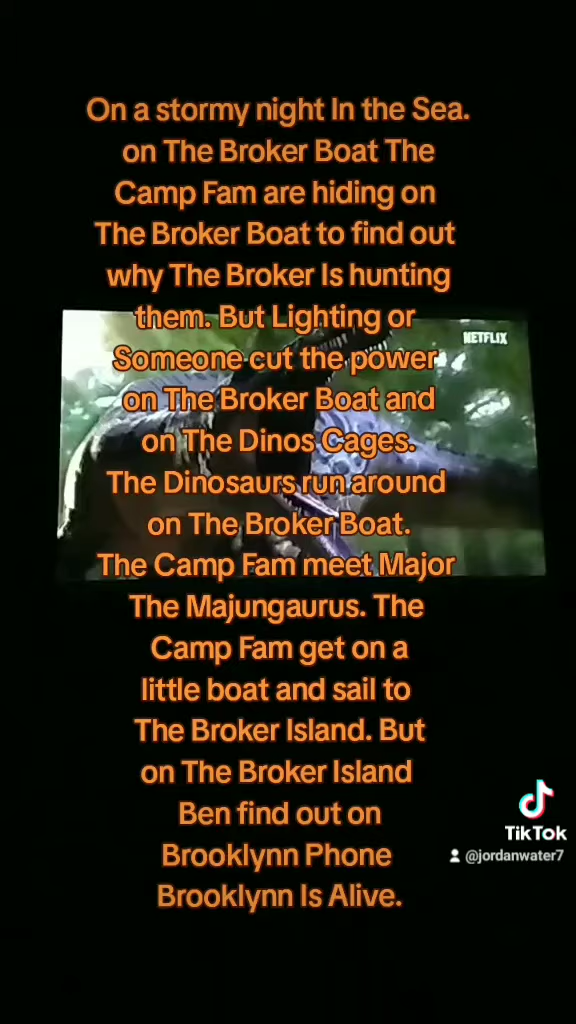 On a stormy night In the Sea.
on The Broker Boat The
Camp Fam are hiding on
The Broker Boat to find out
why The Broker Is hunting
them. But Lighting or
NETFLIX
Someone cut the power
on The Broker Boat and
on The Dinos Cages.
The Dinosaurs run around
on The Broker Boat.
The Camp Fam meet Major
The Majungaurus. The
Camp Fam get on a
little boat and sail to
The Broker Island. But
on The Broker Island
Ben find out on
Brooklynn Phone
Brooklynn Is Alive.
TikTok
@jordanwater7